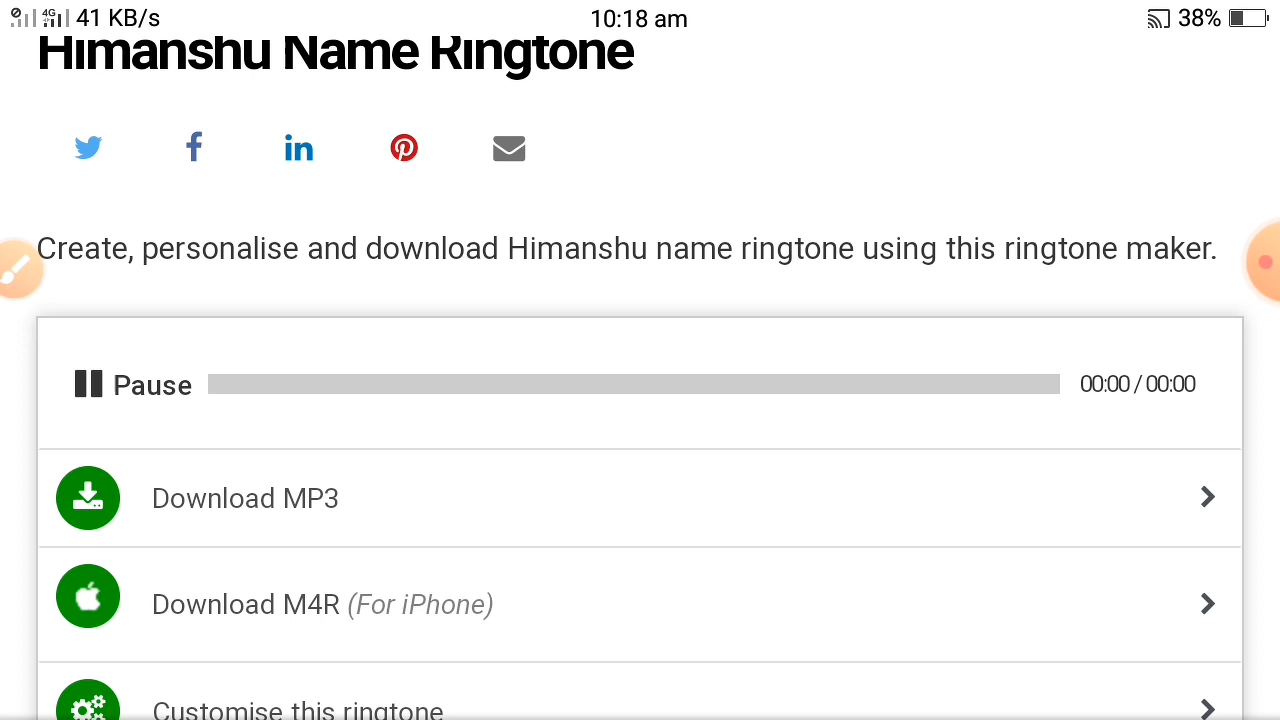 4G 41 KB/s 10:18 am 38%
Himanshu Name Ringtone
Create, personalise and download Himanshu name ringtone using this ringtone maker.
Pause 00:00 / 00:00
Download MP3
Download M4R (For iPhone)
Customise this ringtone